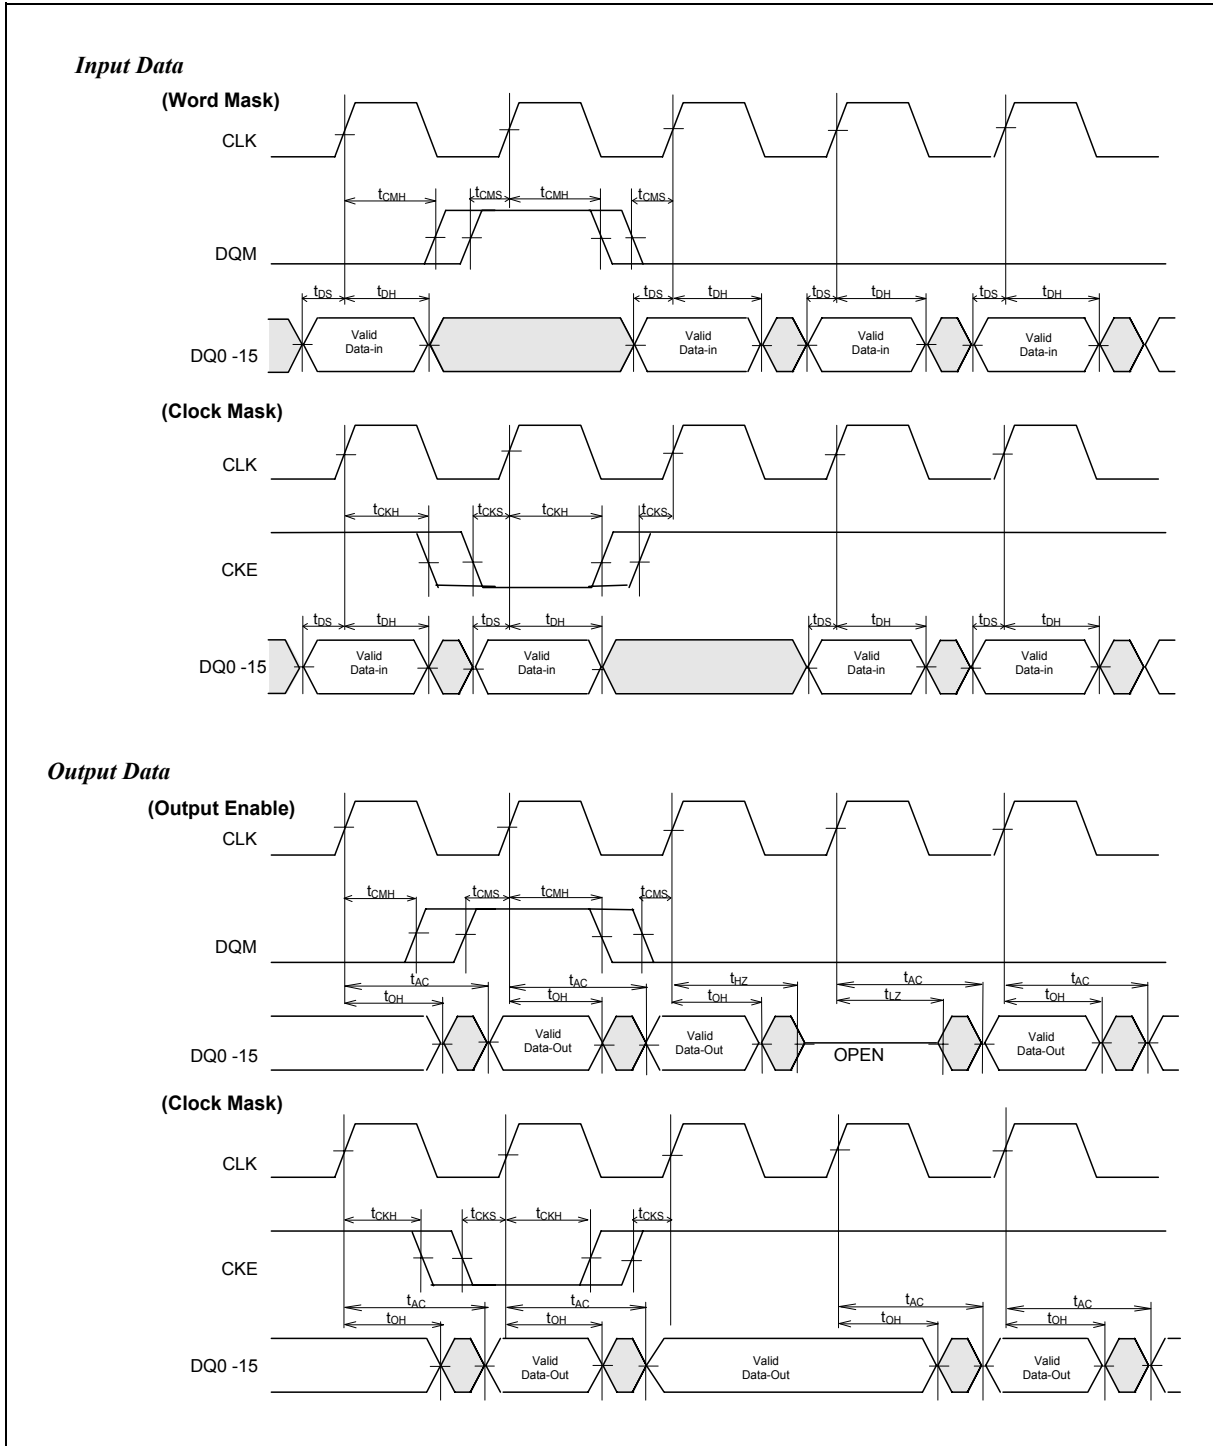 Input Data
(Word Mask)
CLK
tCMH tCMS tCMH tCMS
DQM
tDS tDH tDS tDH tDS tDH tDS tDH
DQ0 -15
Valid Data-in
Valid Data-in
Valid Data-in
Valid Data-in
(Clock Mask)
CLK
tCKH tCKS tCKH tCKS
CKE
tDS tDH tDS tDH tDS tDH tDS tDH
DQ0 -15
Valid Data-in
Valid Data-in
Valid Data-in
Valid Data-in
Output Data
(Output Enable)
CLK
tCMH tCMS tCMH tCMS
DQM
tAC tAC tHZ tAC tAC
tOH tOH tOH tLZ tOH
DQ0 -15
Valid Data-Out
Valid Data-Out
OPEN
Valid Data-Out
(Clock Mask)
CLK
tCKH tCKS tCKH tCKS
CKE
tAC tAC tAC tAC
tOH tOH tOH tOH
DQ0 -15
Valid Data-Out
Valid Data-Out
Valid Data-Out